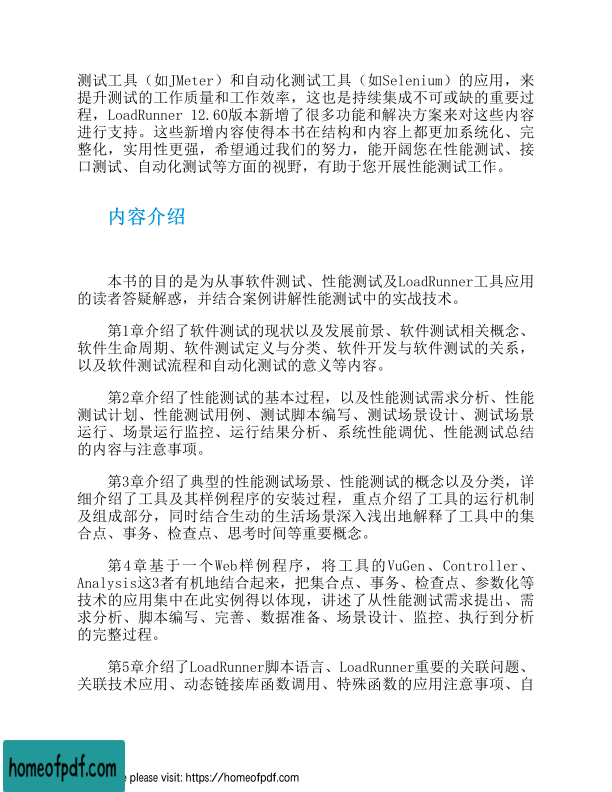 测试工具（如JMeter）和自动化测试工具（如Selenium）的应用，来
提升测试的工作质量和工作效率，这也是持续集成不可或缺的重要过
程，LoadRunner 12.60版本新增了很多功能和解决方案来对这些内容
进行支持。这些新增内容使得本书在结构和内容上都更加系统化、完
整化，实用性更强，希望通过我们的努力，能开阔您在性能测试、接
口测试、自动化测试等方面的视野，有助于您开展性能测试工作。
内容介绍
本书的目的是为从事软件测试、性能测试及LoadRunner工具应用
的读者答疑解惑，并结合案例讲解性能测试中的实战技术。
第1章介绍了软件测试的现状以及发展前景、软件测试相关概念、
软件生命周期、软件测试定义与分类、软件开发与软件测试的关系，
以及软件测试流程和自动化测试的意义等内容。
第2章介绍了性能测试的基本过程，以及性能测试需求分析、性能
测试计划、性能测试用例、测试脚本编写、测试场景设计、测试场景
运行、场景运行监控、运行结果分析、系统性能调优、性能测试总结
的内容与注意事项。
第3章介绍了典型的性能测试场景、性能测试的概念以及分类，详
细介绍了工具及其样例程序的安装过程，重点介绍了工具的运行机制
及组成部分，同时结合生动的生活场景深入浅出地解释了工具中的集
合点、事务、检查点、思考时间等重要概念。
第4章基于一个Web样例程序，将工具的VuGen、Controller、
Analysis这3者有机地结合起来，把集合点、事务、检查点、参数化等
技术的应用集中在此实例得以体现，讲述了从性能测试需求提出、需
求分析、脚本编写、完善、数据准备、场景设计、监控、执行到分析
的完整过程。
第5章介绍了LoadRunner脚本语言、LoadRunner重要的关联问题、
关联技术应用、动态链接库函数调用、特殊函数的应用注意事项、自
homeofpdf.com
e please visit: https://homeofpdf.com